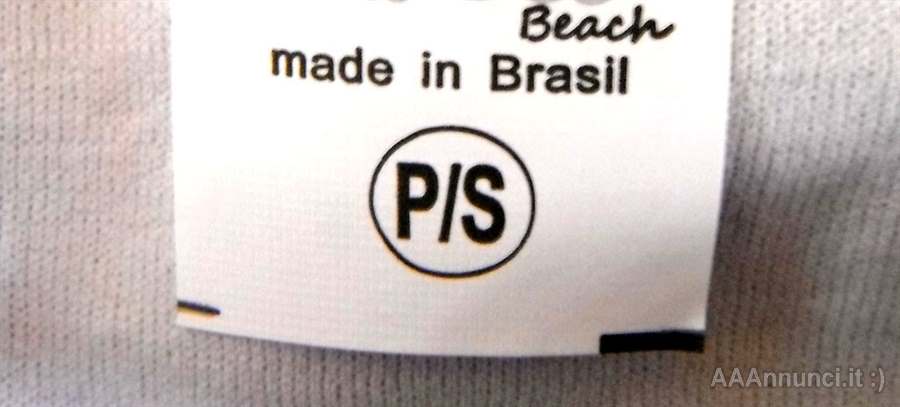 Beach
made in Brasil
P/S
AAAnnunci.it :)